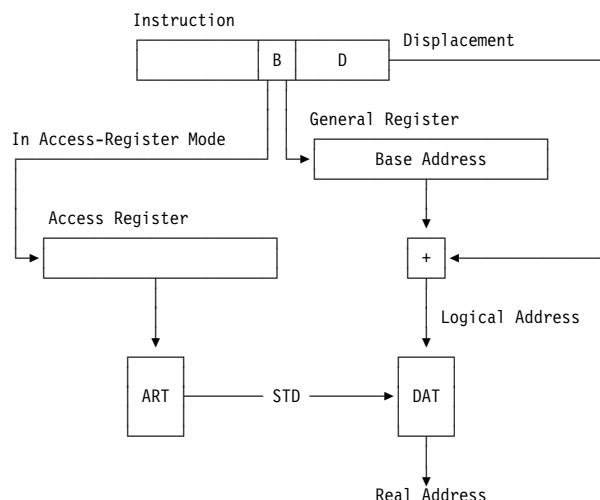 Instruction
B D
Displacement
General Register
In Access-Register Mode
Base Address
Access Register
+
Logical Address
ART
STD
DAT
Real Address